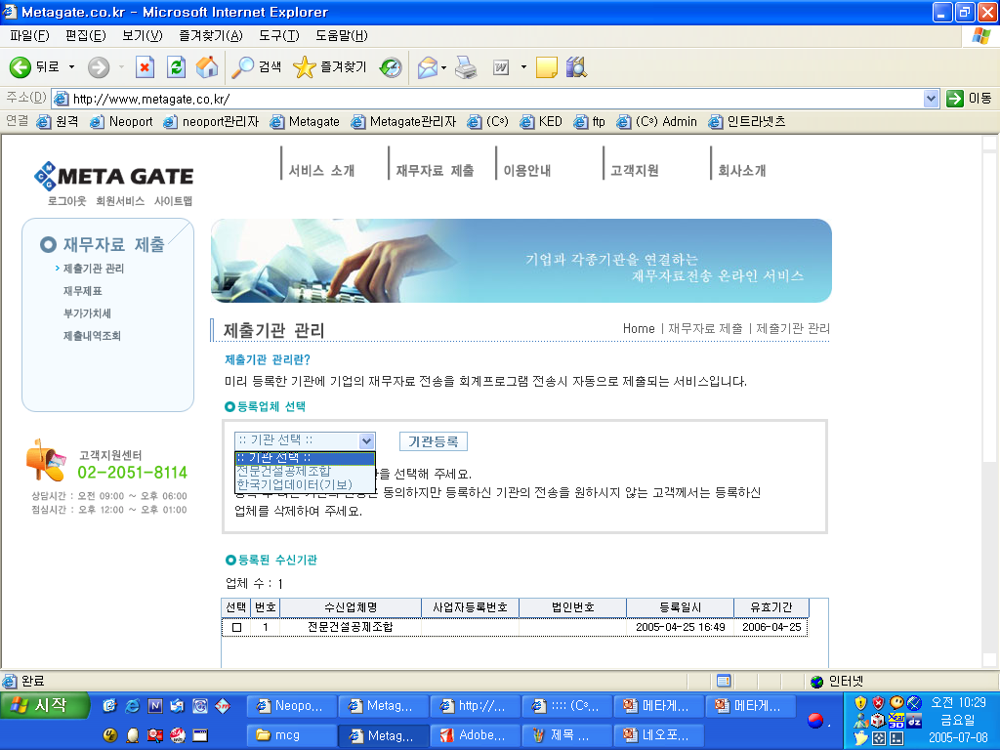 Metagate.co.kr - Microsoft Internet Explorer
파일(F) 편집(E) 보기(V) 즐겨찾기(A) 도구(T) 도움말(H)
뒤로 검색 즐겨찾기
주소(D) http://www.metagate.co.kr/ 이동
연결 원격 Neoport neoport관리자 Metagate Metagate관리자 (C³) KED ftp (C³) Admin 인트라넷츠
META GATE
로그아웃 회원서비스 사이트맵
서비스 소개 재무자료 제출 이용안내 고객지원 회사소개
재무자료 제출
제출기관 관리
재무제표
부가가치세
제출내역조회
고객지원센터
02-2051-8114
상담시간 : 오전 09:00 ~ 오후 06:00
점심시간 : 오후 12:00 ~ 오후 01:00
기업과 각종기관을 연결하는
재무자료전송 온라인 서비스
제출기관 관리
Home | 재무자료 제출 | 제출기관 관리
제출기관 관리란?
미리 등록한 기관에 기업의 재무자료 전송을 회계프로그램 전송시 자동으로 제출되는 서비스입니다.
등록업체 선택
:: 기관 선택 :: 기관등록
:: 기관 선택 ::
전문건설공제조합
한국기업데이터(기보)
을 선택해 주세요.
동의하지만 등록하신 기관의 전송을 원하시지 않는 고객께서는 등록하신
업체를 삭제하여 주세요.
등록된 수신기관
업체 수 : 1
선택 번호 수신업체명 사업자등록번호 법인번호 등록일시 유효기간
1 전문건설공제조합 2005-04-25 16:49 2006-04-25
완료 인터넷
시작 Neopo... Metag... http://... :::: (C³... 메타게... 메타게... 오전 10:29
금요일
mcg Metag... Adobe... 제목 ... 네오포... 2005-07-08